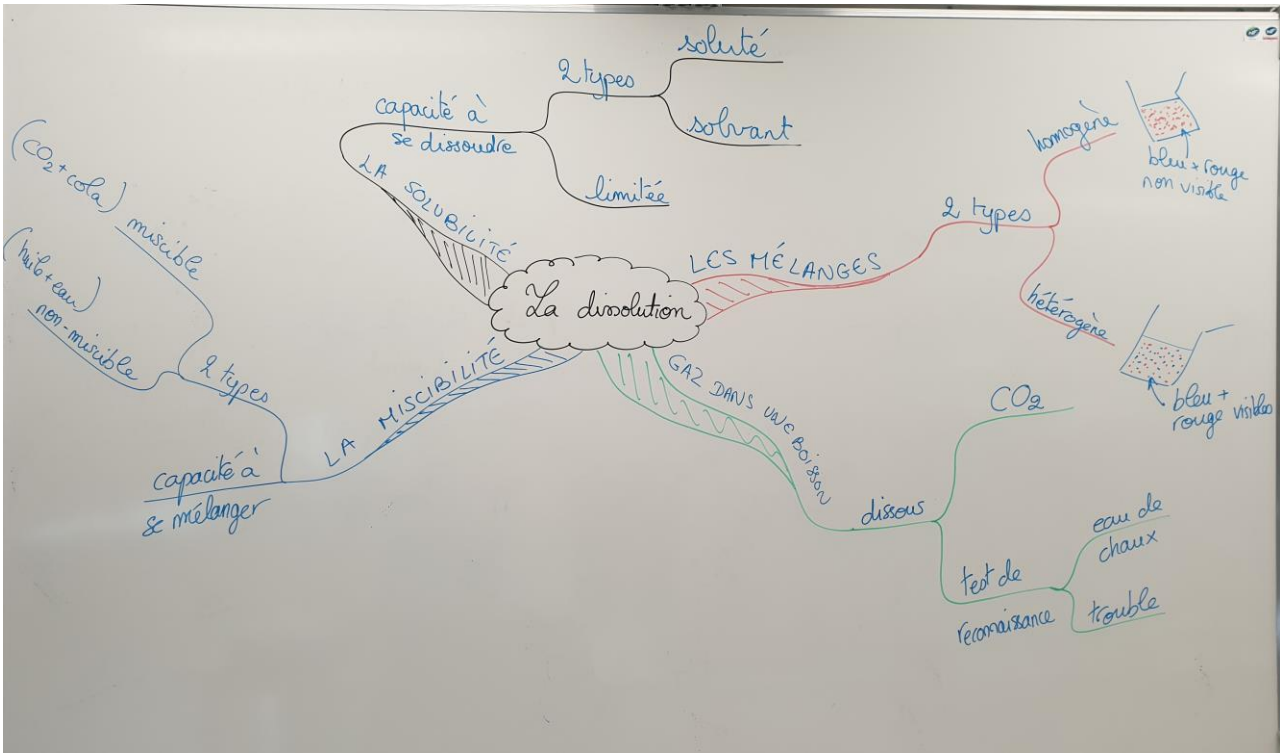 La dissolution
LA SOLUBILITÉ
capacité à
se dissoudre
2 types
soluté
solvant
limitée
LES MÉLANGES
2 types
homogène
bleu + rouge
non visible
hétérogène
bleu +
rouge visibles
GAZ DANS UNE BOISSON
dissous
CO2
test de
reconnaissance
eau de
chaux
trouble
LA MISCIBILITÉ
2 types
miscible
(CO2 + cola)
non-miscible
(huile + eau)
capacité à
se mélanger